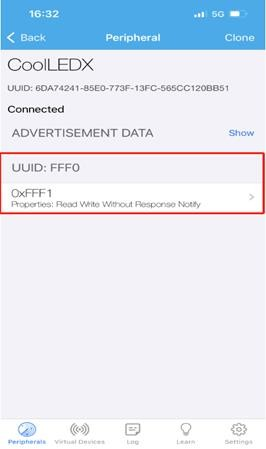 16:32
5G
Back
Peripheral
Clone
CoolLEDX
UUID: 6DA74241-85E0-773F-13FC-565CC120BB51
Connected
ADVERTISEMENT DATA
Show
UUID: FFF0
0xFFF1
Properties: Read Write Without Response Notify
Peripherals
Virtual Devices
Log
Learn
Settings